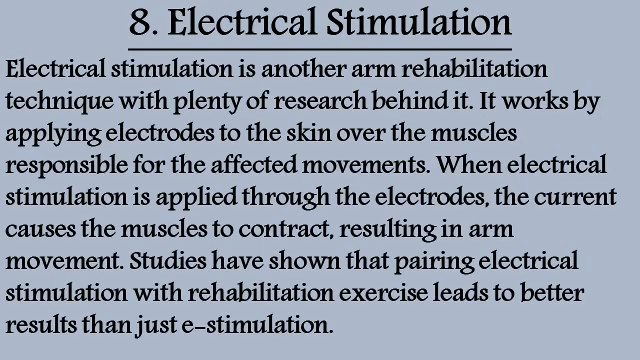 8. Electrical Stimulation
Electrical stimulation is another arm rehabilitation
technique with plenty of research behind it. It works by
applying electrodes to the skin over the muscles
responsible for the affected movements. When electrical
stimulation is applied through the electrodes, the current
causes the muscles to contract, resulting in arm
movement. Studies have shown that pairing electrical
stimulation with rehabilitation exercise leads to better
results than just e-stimulation.